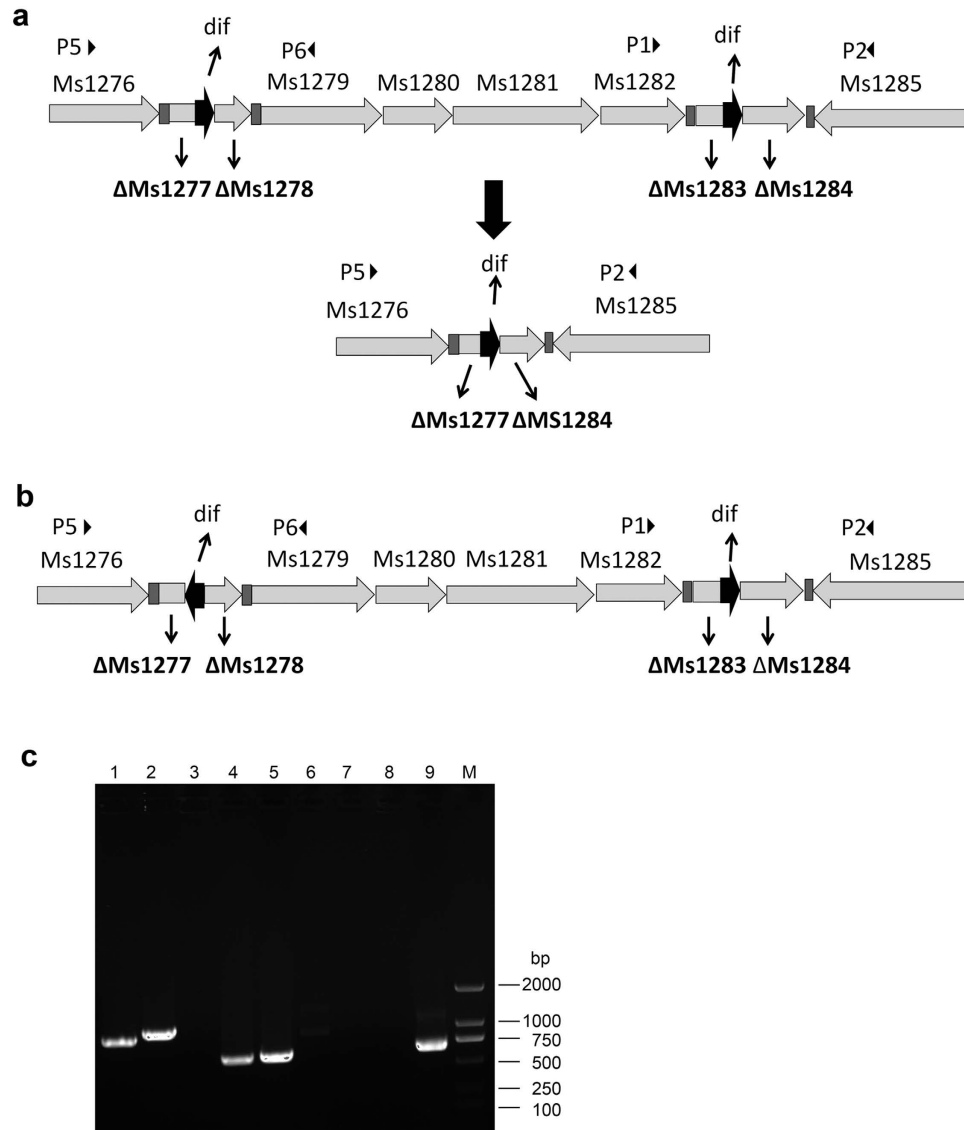 a
dif
dif
P5
P6
P1
P2
Ms1276
Ms1279
Ms1280
Ms1281
Ms1282
Ms1285
ΔMs1277
ΔMs1278
ΔMs1283
ΔMs1284
dif
P5
P2
Ms1276
Ms1285
ΔMs1277
ΔMS1284
b
dif
dif
P5
P6
P1
P2
Ms1276
Ms1279
Ms1280
Ms1281
Ms1282
Ms1285
ΔMs1277
ΔMs1278
ΔMs1283
ΔMs1284
c
1 2 3 4 5 6 7 8 9 M
bp
2000
1000
750
500
250
100